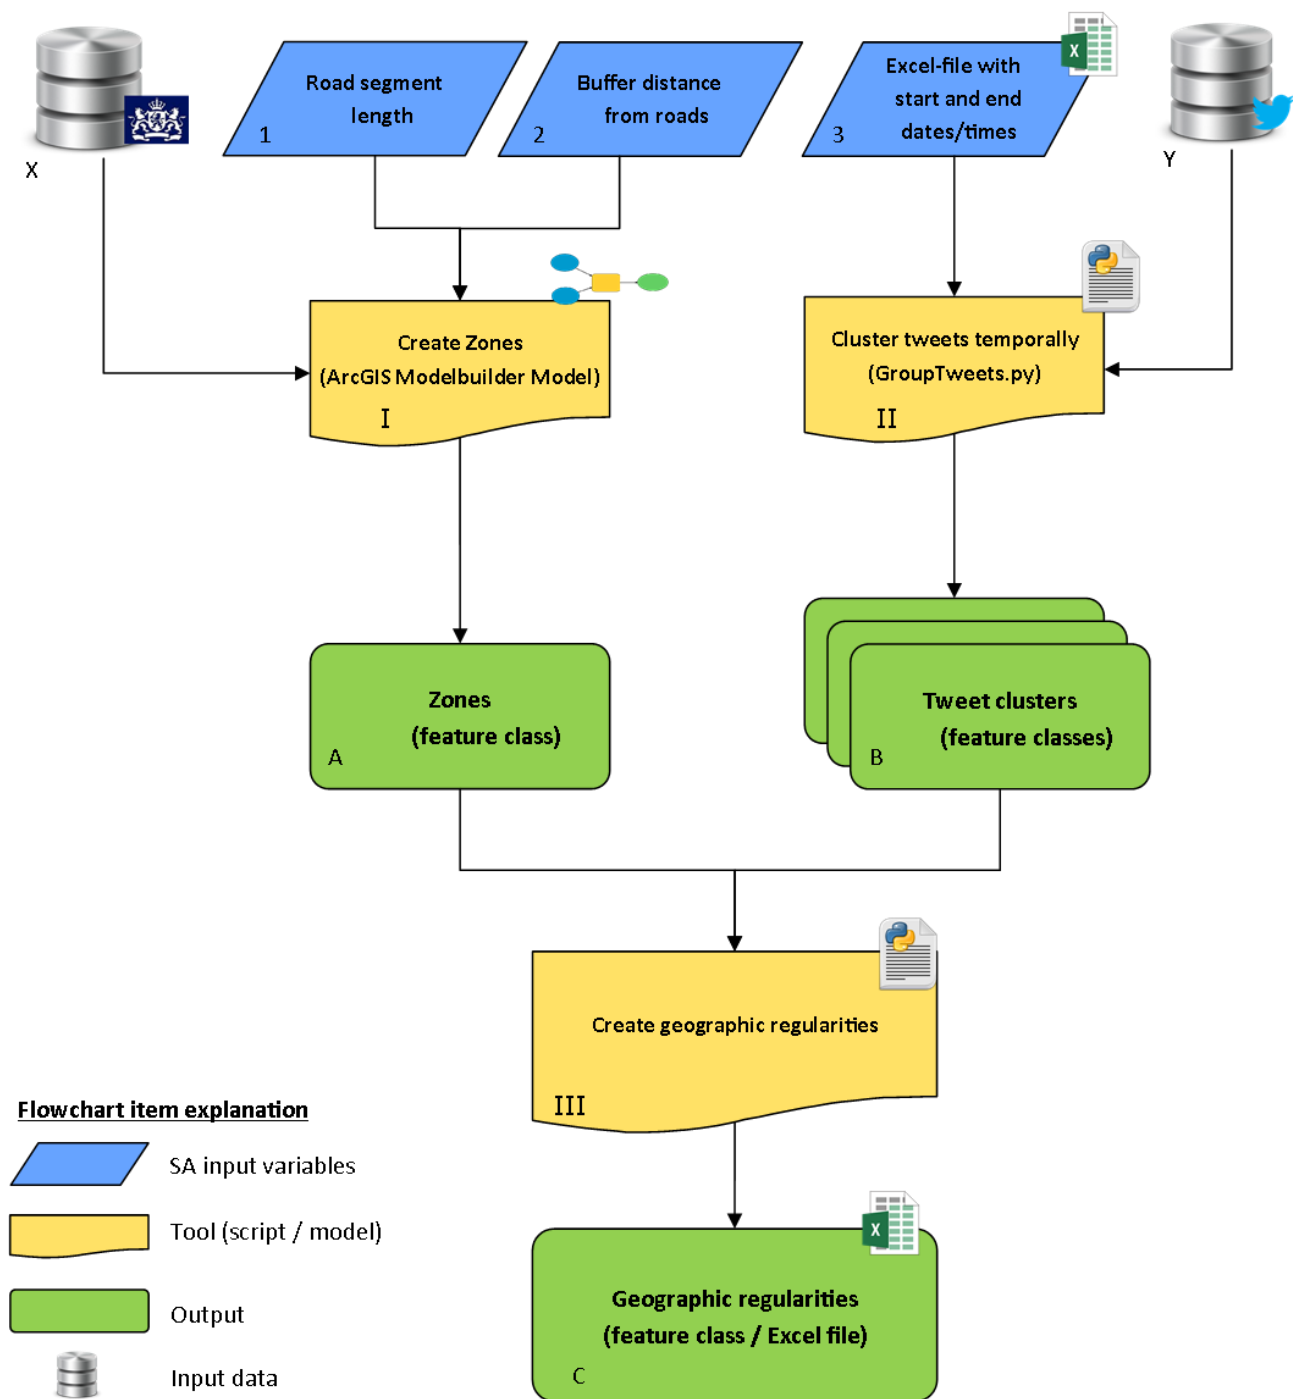 X
Road segment
length
1
Buffer distance
from roads
2
Excel-file with
start and end
dates/times
3
X
Y
Create Zones
(ArcGIS Modelbuilder Model)
I
Cluster tweets temporally
(GroupTweets.py)
II
Zones
(feature class)
A
Tweet clusters
(feature classes)
B
Create geographic regularities
III
Geographic regularities
(feature class / Excel file)
C
X
Flowchart item explanation
SA input variables
Tool (script / model)
Output
Input data